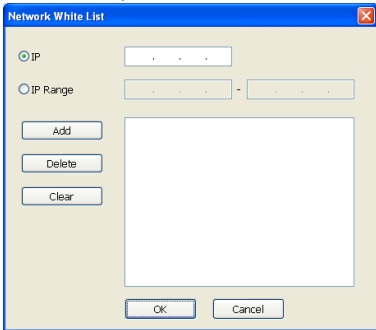 Network White List
IP
. . .
IP Range
. . . - . . .
Add
Delete
Clear
OK
Cancel